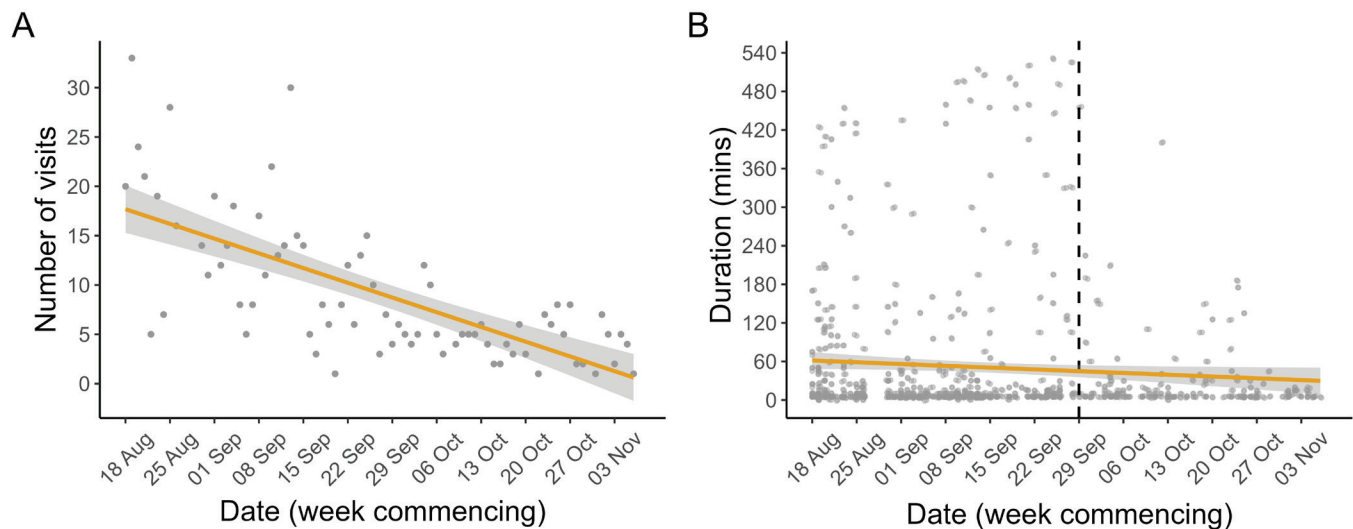 A
Number of visits
30
25
20
15
10
5
0
18 Aug
25 Aug
01 Sep
08 Sep
15 Sep
22 Sep
29 Sep
06 Oct
13 Oct
20 Oct
27 Oct
03 Nov
Date (week commencing)
B
Duration (mins)
540
480
420
360
300
240
180
120
60
0
18 Aug
25 Aug
01 Sep
08 Sep
15 Sep
22 Sep
29 Sep
06 Oct
13 Oct
20 Oct
27 Oct
03 Nov
Date (week commencing)